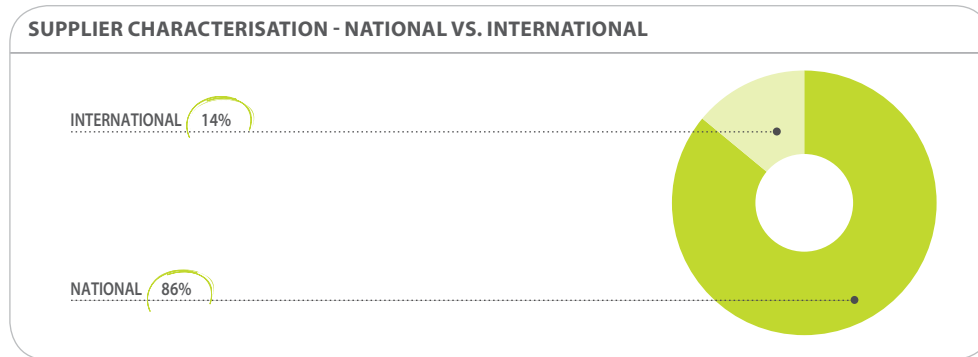 SUPPLIER CHARACTERISATION - NATIONAL VS. INTERNATIONAL
INTERNATIONAL 14%
NATIONAL 86%